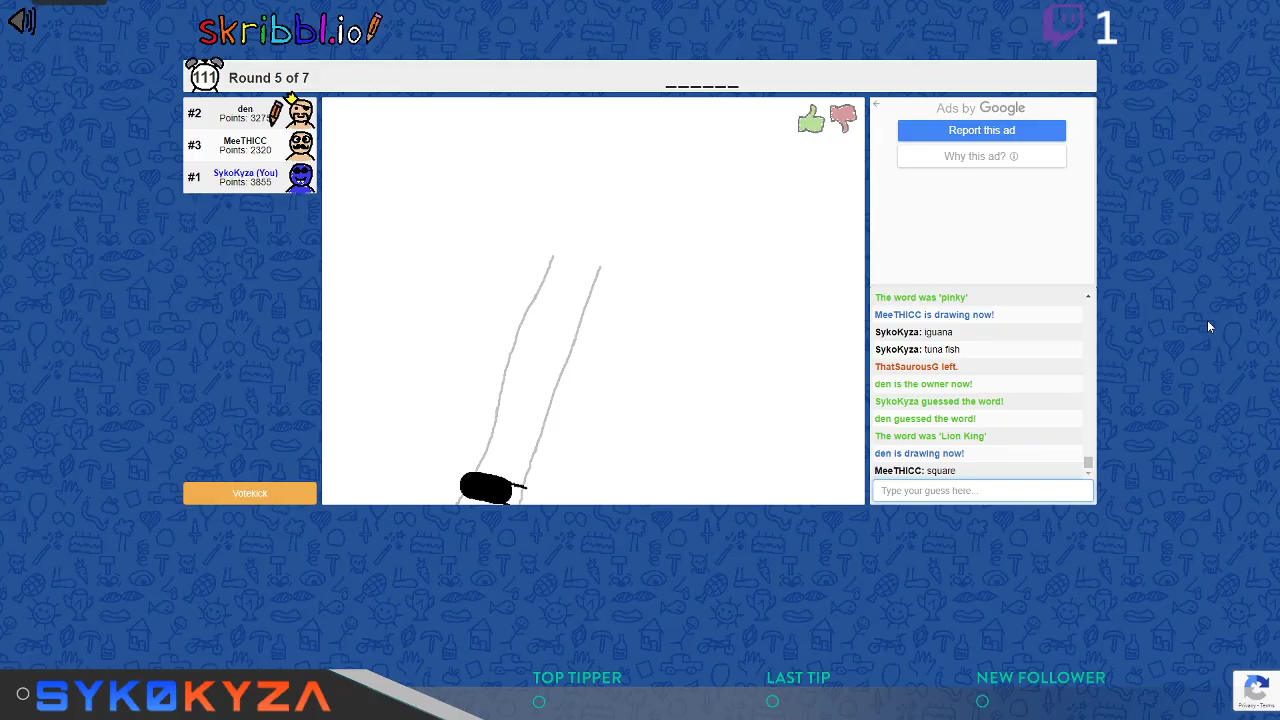 skribbl.io
1
111
Round 5 of 7
______
#2
den
Points: 3275
#3
MeeTHICC
Points: 2320
#1
SykoKyza (You)
Points: 3855
Votekick
Ads by Google
Report this ad
Why this ad?
The word was 'pinky'
MeeTHICC is drawing now!
SykoKyza: iguana
SykoKyza: tuna fish
ThatSaurousG left.
den is the owner now!
SykoKyza guessed the word!
den guessed the word!
The word was 'Lion King'
den is drawing now!
MeeTHICC: square
Type your guess here...
SYKØKYZA
TOP TIPPER
LAST TIP
NEW FOLLOWER
Privacy - Terms